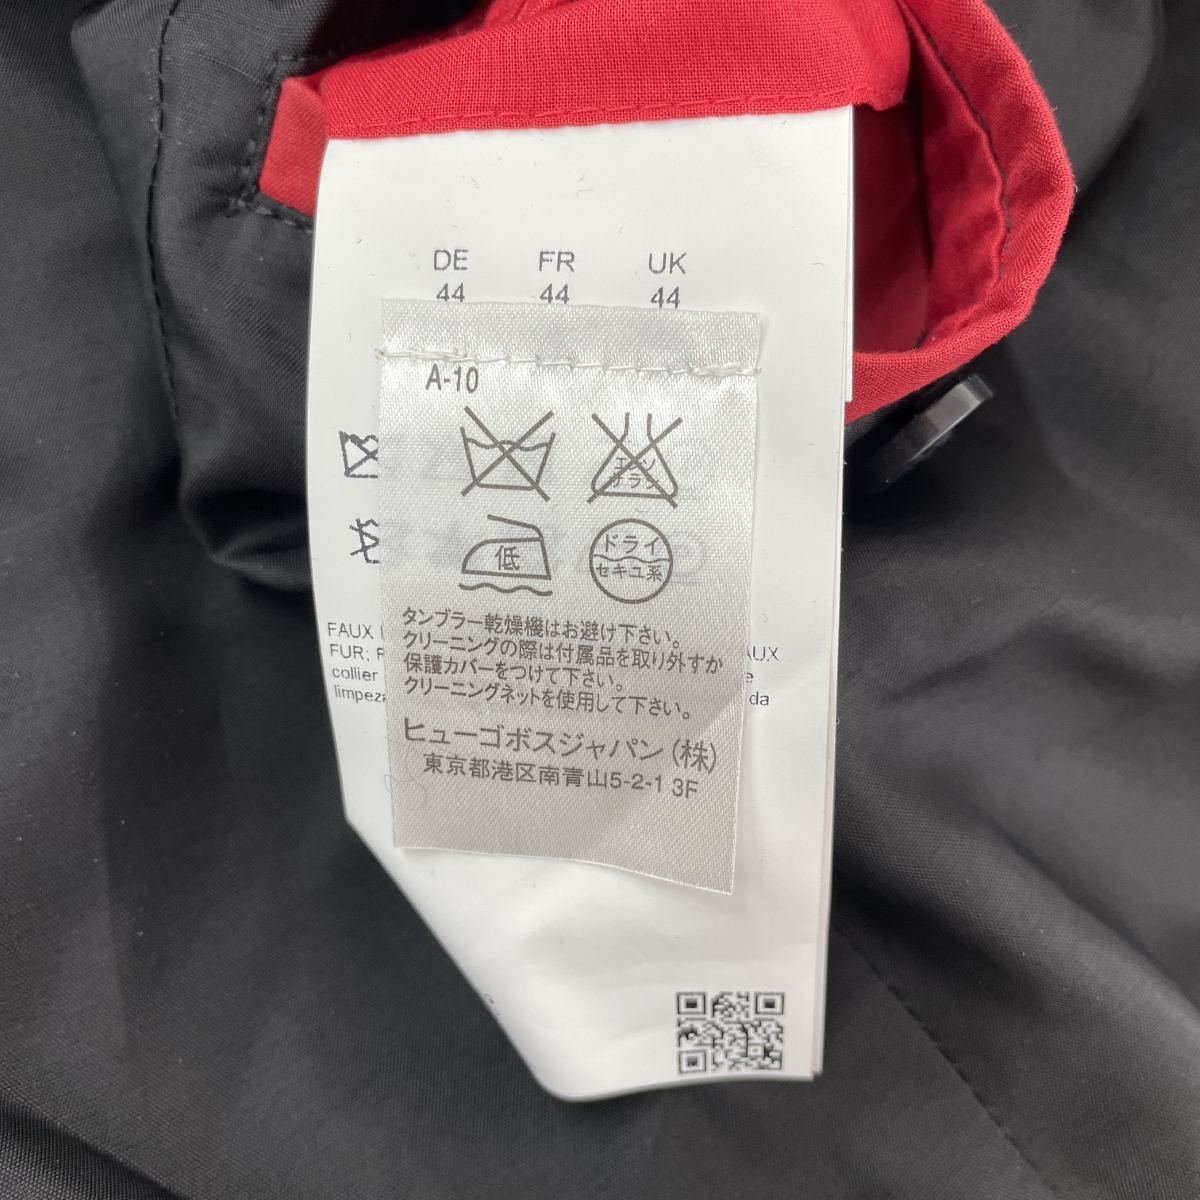 DE FR UK
44 44 44
A-10
エンソ
サラシ
低
ドライ
セキユ系
タンブラー乾燥機はお避け下さい。
クリーニングの際は付属品を取り外すか
保護カバーをつけて下さい。
クリーニングネットを使用して下さい。
ヒューゴボスジャパン(株)
東京都港区南青山5-2-1 3F
FAUX AUX
FUR;
collier
da